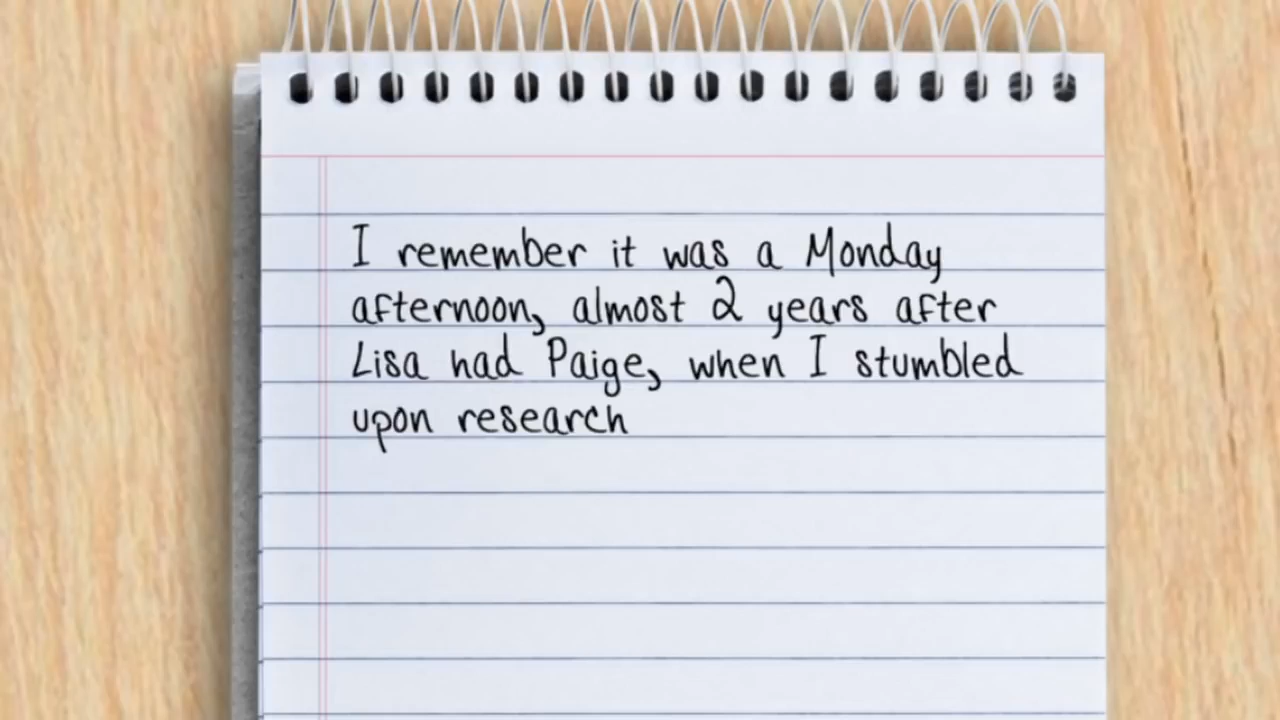 I remember it was a Monday
afternoon, almost 2 years after
Lisa had Paige, when I stumbled
upon research